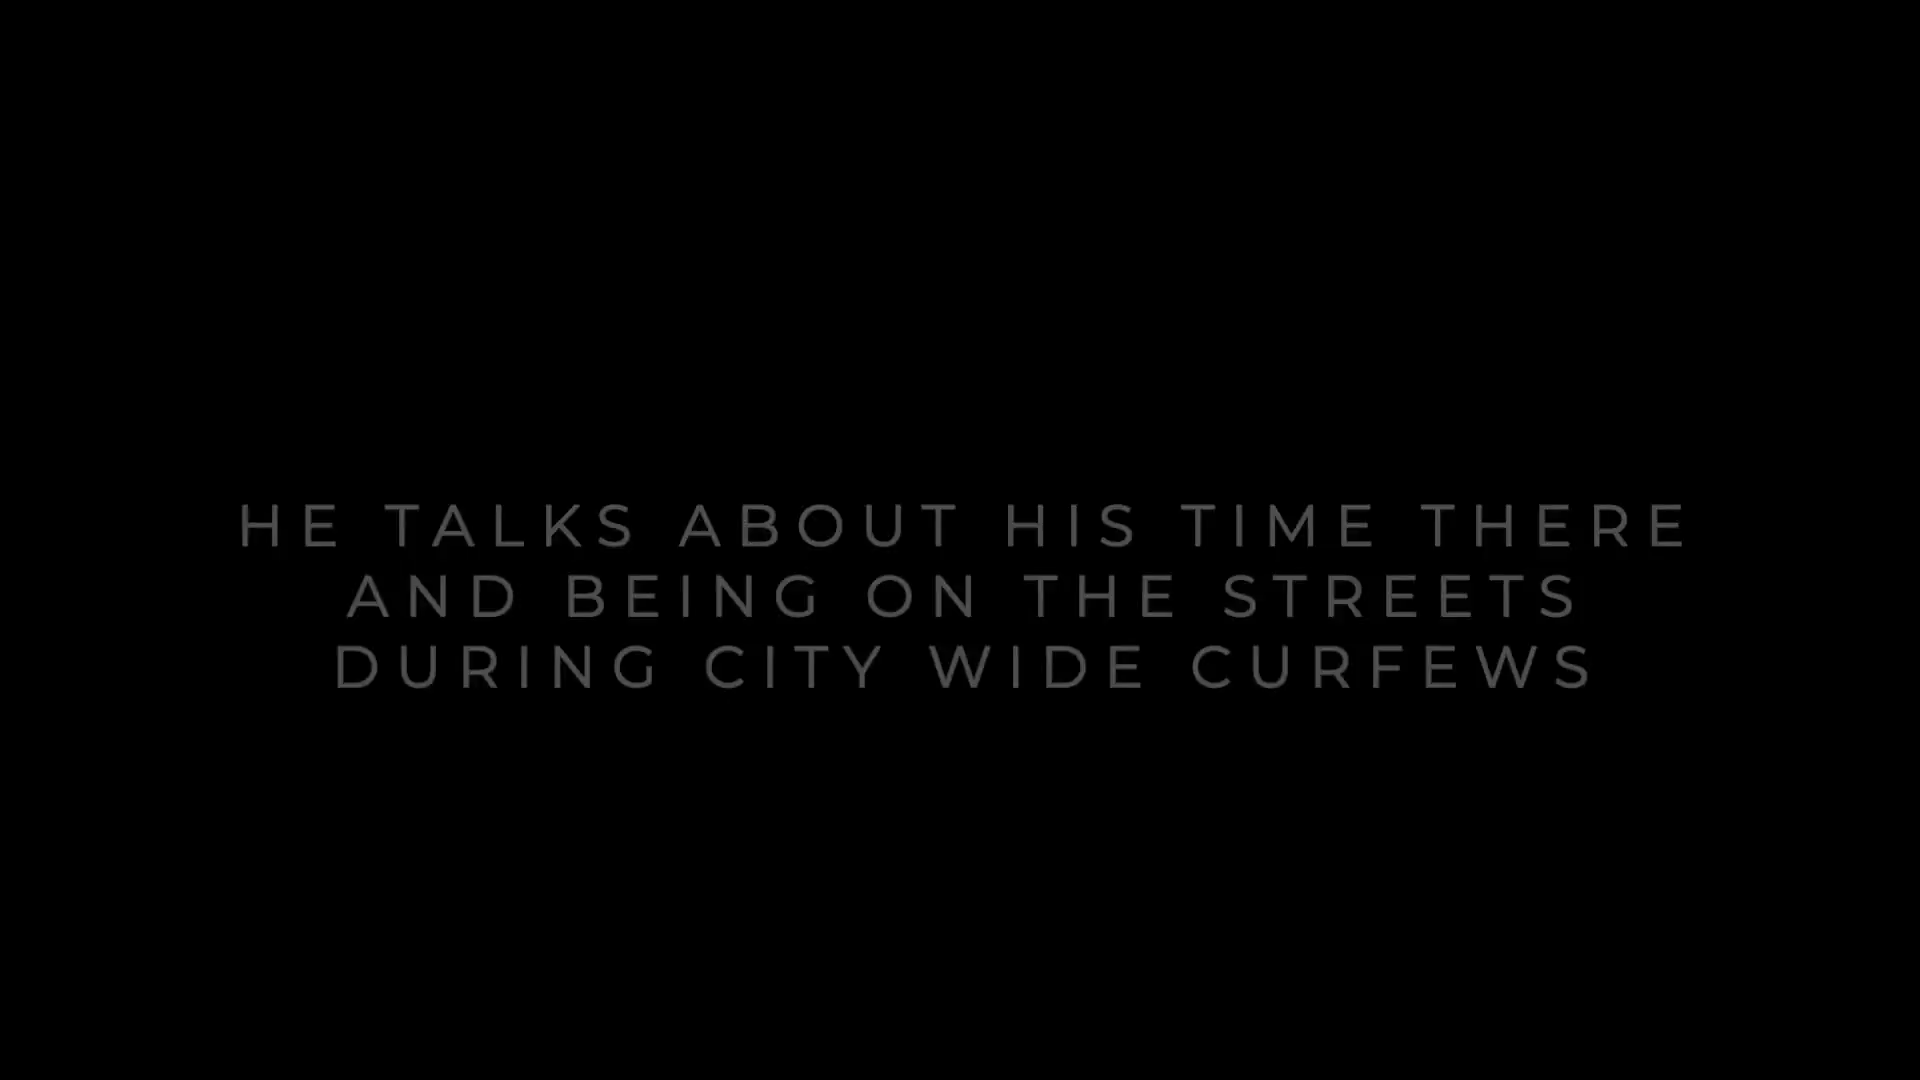 HE TALKS ABOUT HIS TIME THERE
AND BEING ON THE STREETS
DURING CITY WIDE CURFEWS